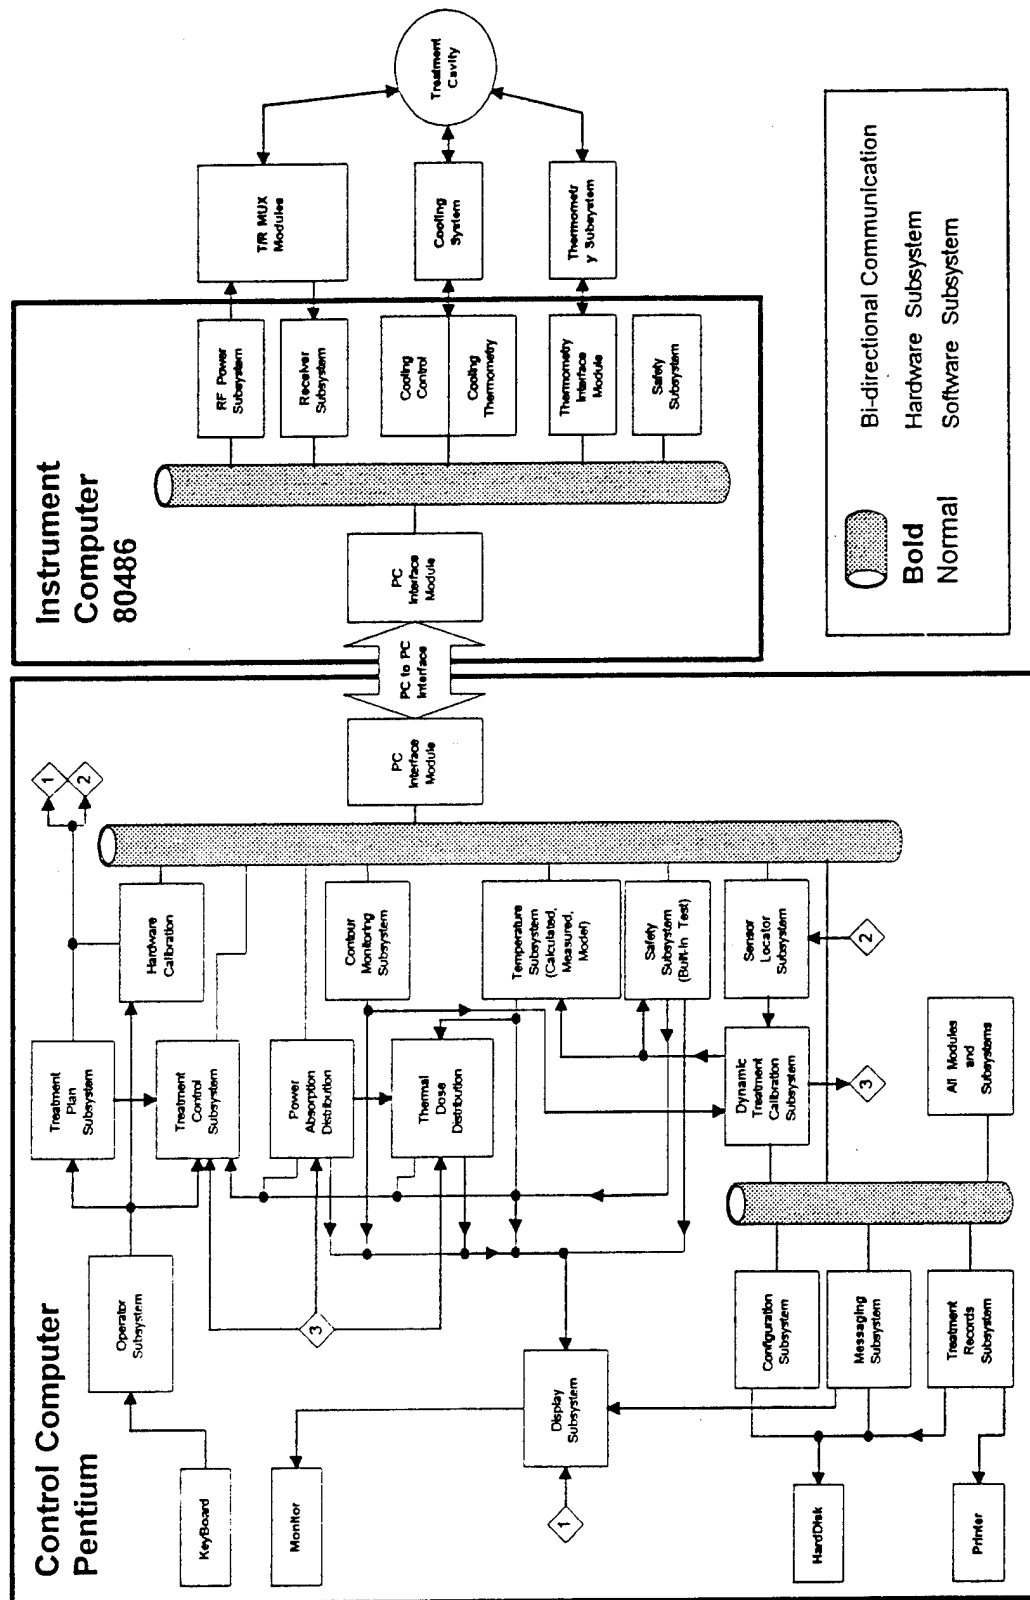 Control Computer
Pentium
KeyBoard
Operator
Subsystem
Treatment
Plan
Subsystem
Hardware
Calibration
1
2
Treatment
Control
Subsystem
Monitor
3
Power
Absorption
Distribution
Contour
Monitoring
Subsystem
Thermal
Dose
Distribution
PC
Interface
Module
PC to PC
Interface
1
Display
Subsystem
Temperature
Subsystem
(Calculated,
Measured,
Model)
Safety
Subsystem
(Built-In Test)
Dynamic
Treatment
Calibration
Subsystem
Sensor
Locator
Subsystem
HardDisk
Configuration
Subsystem
Messaging
Subsystem
3
2
Printer
Treatment
Records
Subsystem
All Modules
and
Subsystems
Instrument
Computer
80486
PC
Interface
Module
RF Power
Subsystem
Receiver
Subsystem
T/R MUX
Modules
Cooling
Control
Cooling
Thermometry
Cooling
System
Treatment
Cavity
Thermometry
Interface
Module
Thermometr
y Subsystem
Safety
Subsystem
Bi-directional Communication
Bold Hardware Subsystem
Normal Software Subsystem